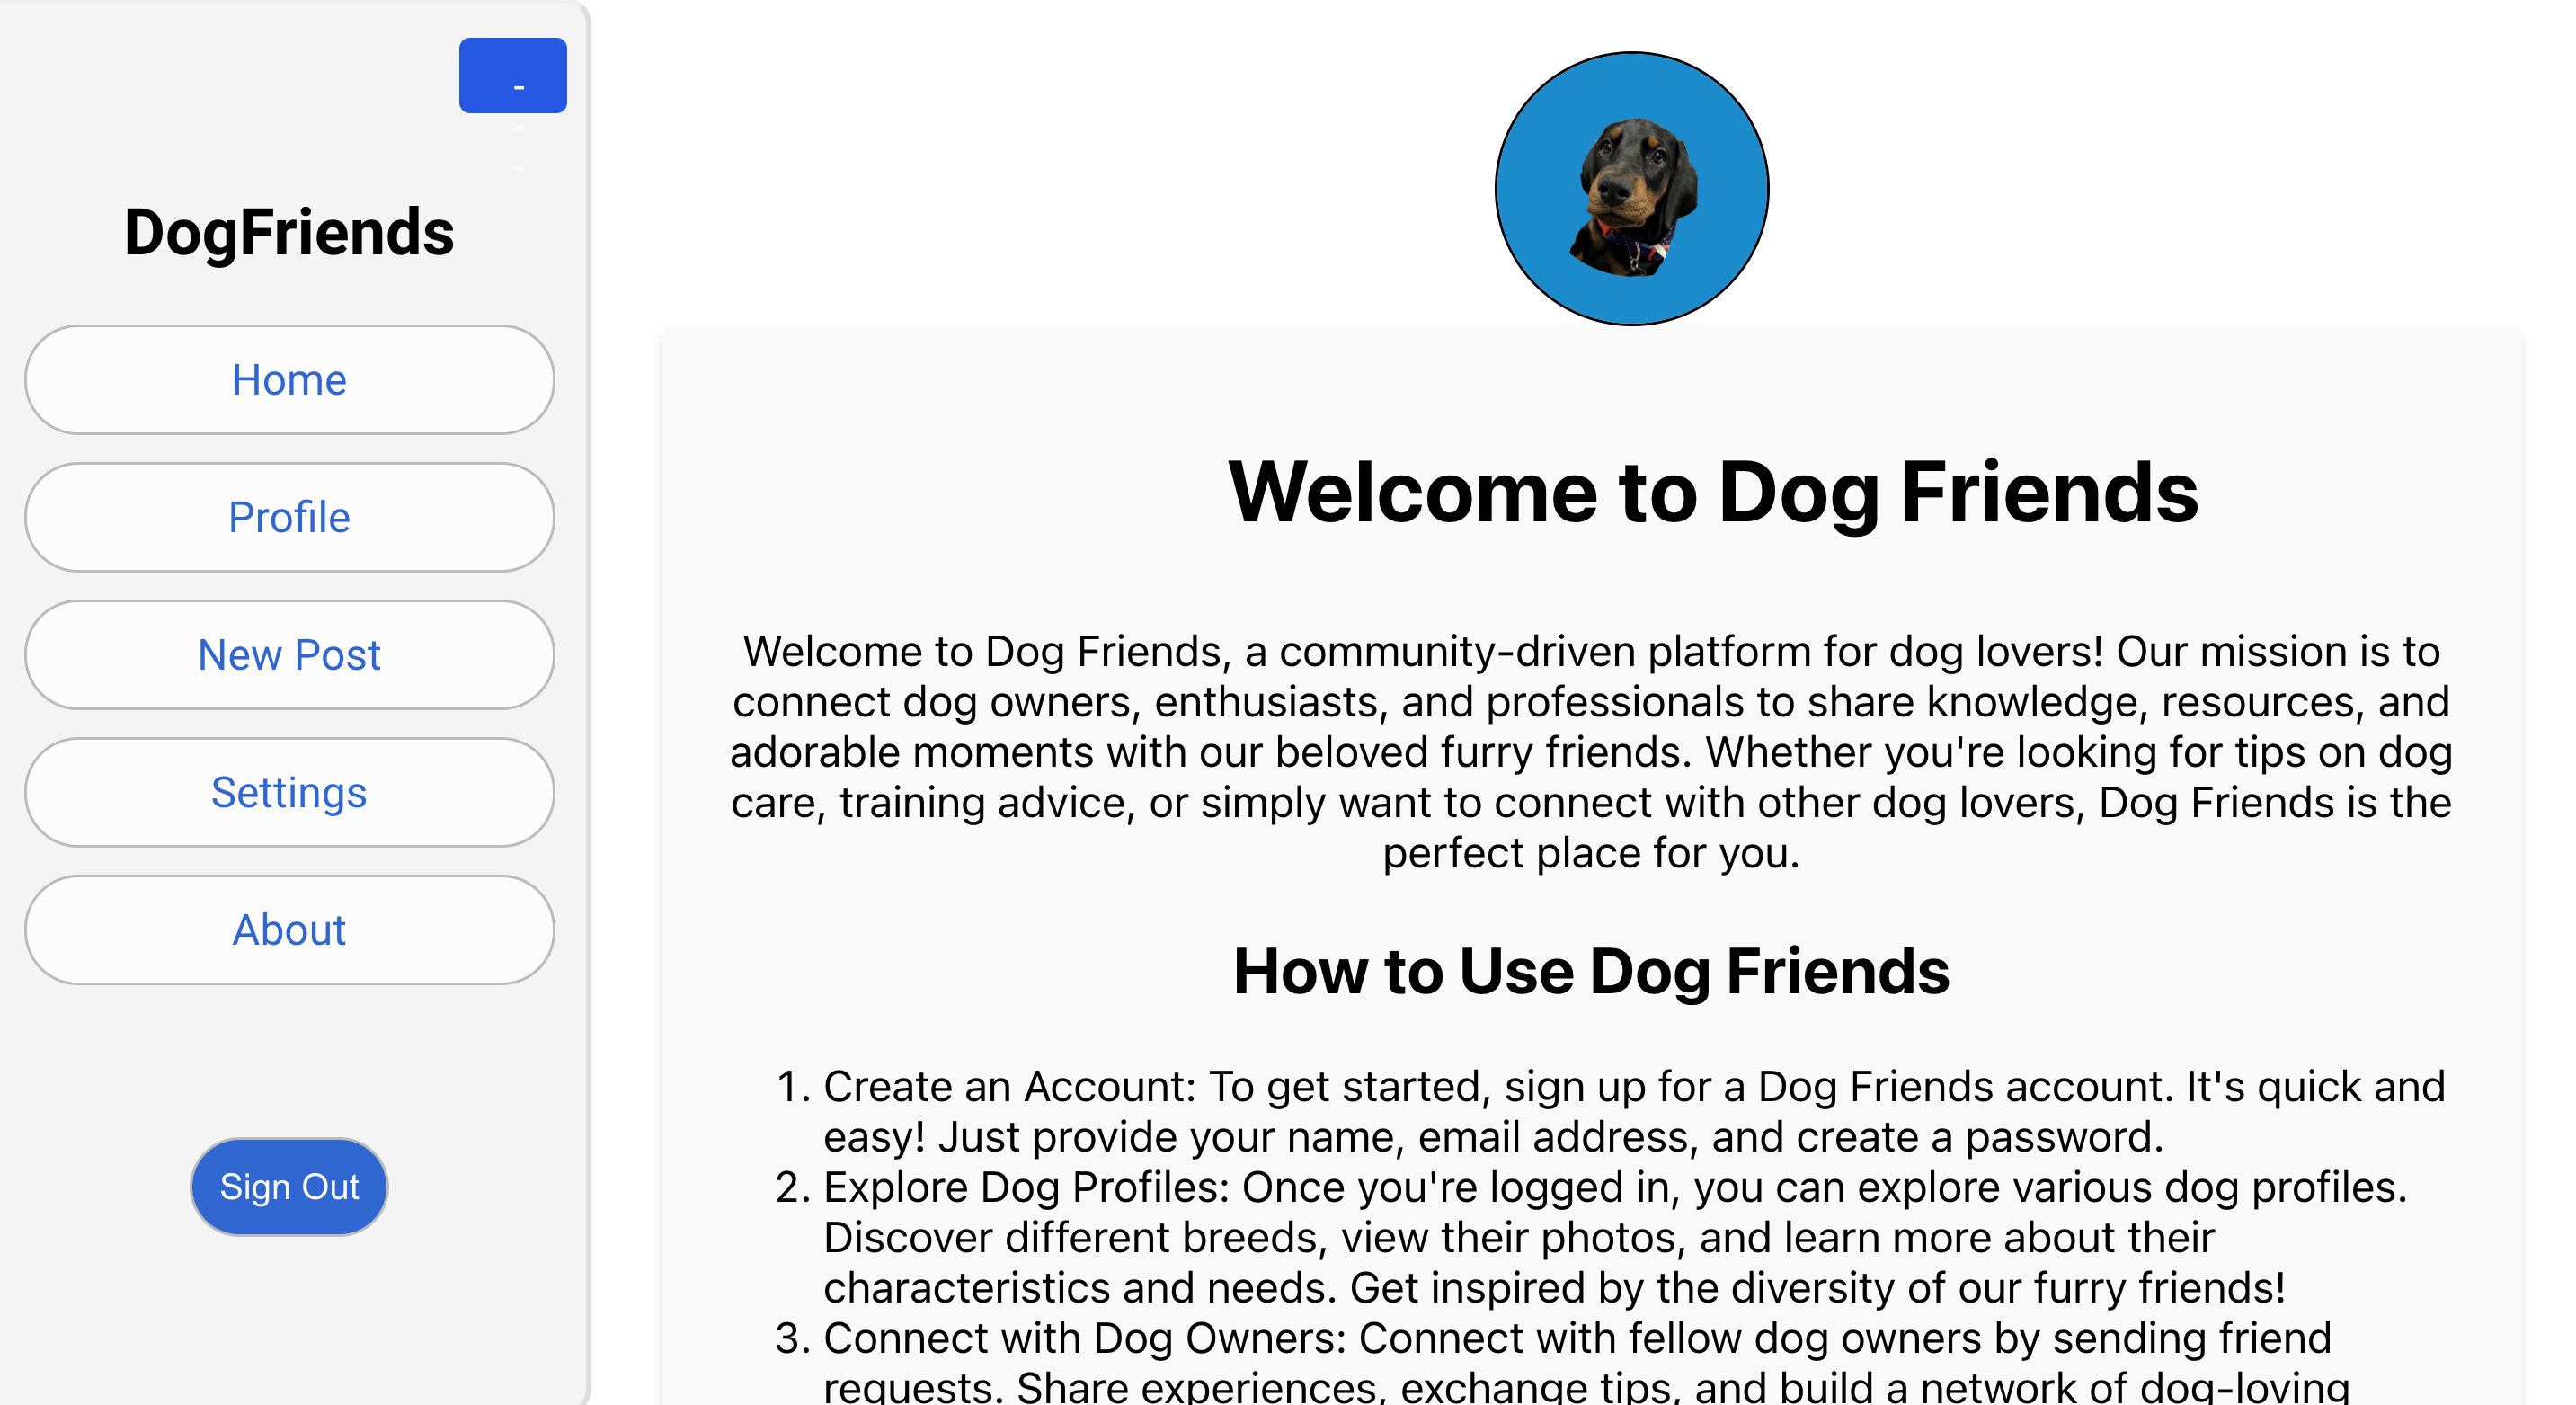 -
-
-
DogFriends
Home
Profile
New Post
Settings
About
Sign Out
Welcome to Dog Friends
Welcome to Dog Friends, a community-driven platform for dog lovers! Our mission is to
connect dog owners, enthusiasts, and professionals to share knowledge, resources, and
adorable moments with our beloved furry friends. Whether you're looking for tips on dog
care, training advice, or simply want to connect with other dog lovers, Dog Friends is the
perfect place for you.
How to Use Dog Friends
1. Create an Account: To get started, sign up for a Dog Friends account. It's quick and
easy! Just provide your name, email address, and create a password.
2. Explore Dog Profiles: Once you're logged in, you can explore various dog profiles.
Discover different breeds, view their photos, and learn more about their
characteristics and needs. Get inspired by the diversity of our furry friends!
3. Connect with Dog Owners: Connect with fellow dog owners by sending friend
requests. Share experiences, exchange tips, and build a network of dog-loving